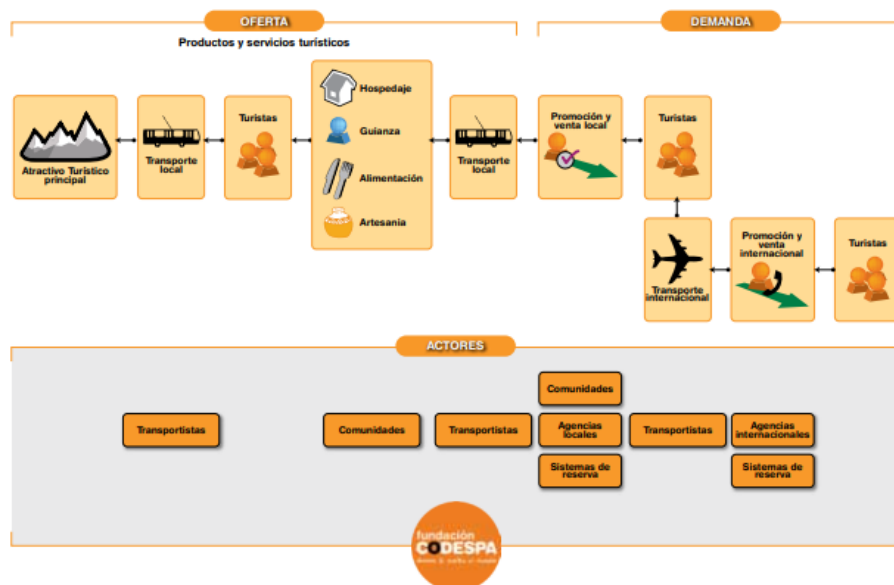 OFERTA
DEMANDA
Productos y servicios turísticos
Atractivo Turístico
principal
Transporte
local
Turistas
Hospedaje
Guianza
Alimentación
Artesania
Transporte
local
Promoción y
venta local
Turistas
Transporte
internacional
Promoción y
venta internacional
Turistas
ACTORES
Transportistas
Comunidades
Transportistas
Comunidades
Agencias
locales
Sistemas de
reserva
Transportistas
Agencias
internacionales
Sistemas de
reserva
fundación
CODESPA